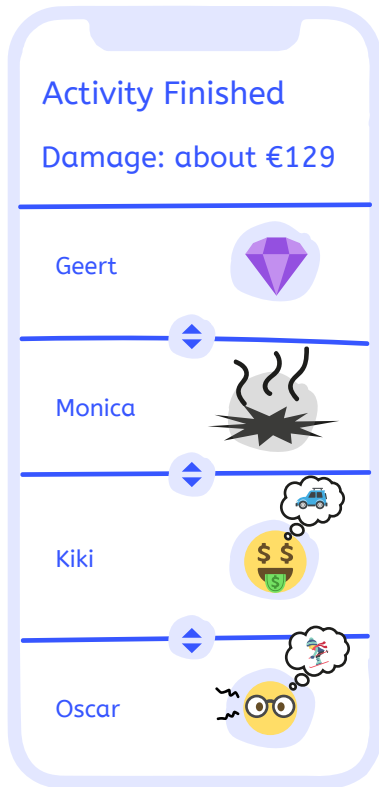 Activity Finished
Damage: about €129
Geert
Monica
Kiki
$ $
$
Oscar